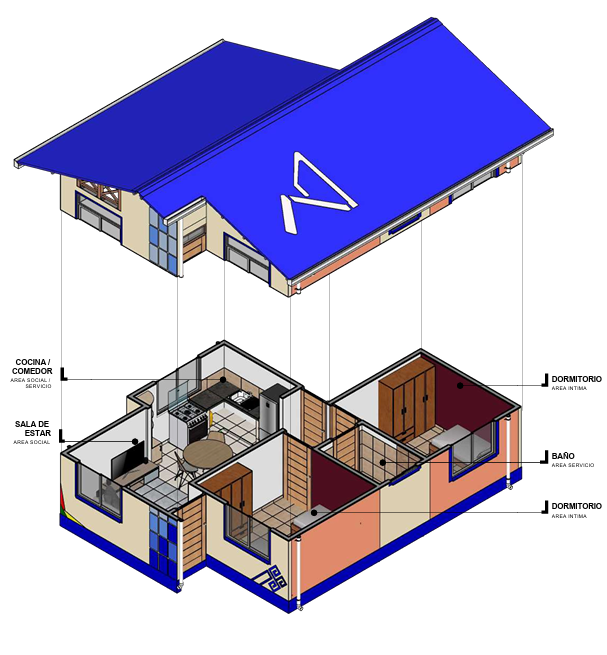 COCINA /
COMEDOR
AREA SOCIAL /
SERVICIO
SALA DE
ESTAR
AREA SOCIAL
DORMITORIO
AREA INTIMA
BAÑO
AREA SERVICIO
DORMITORIO
AREA INTIMA